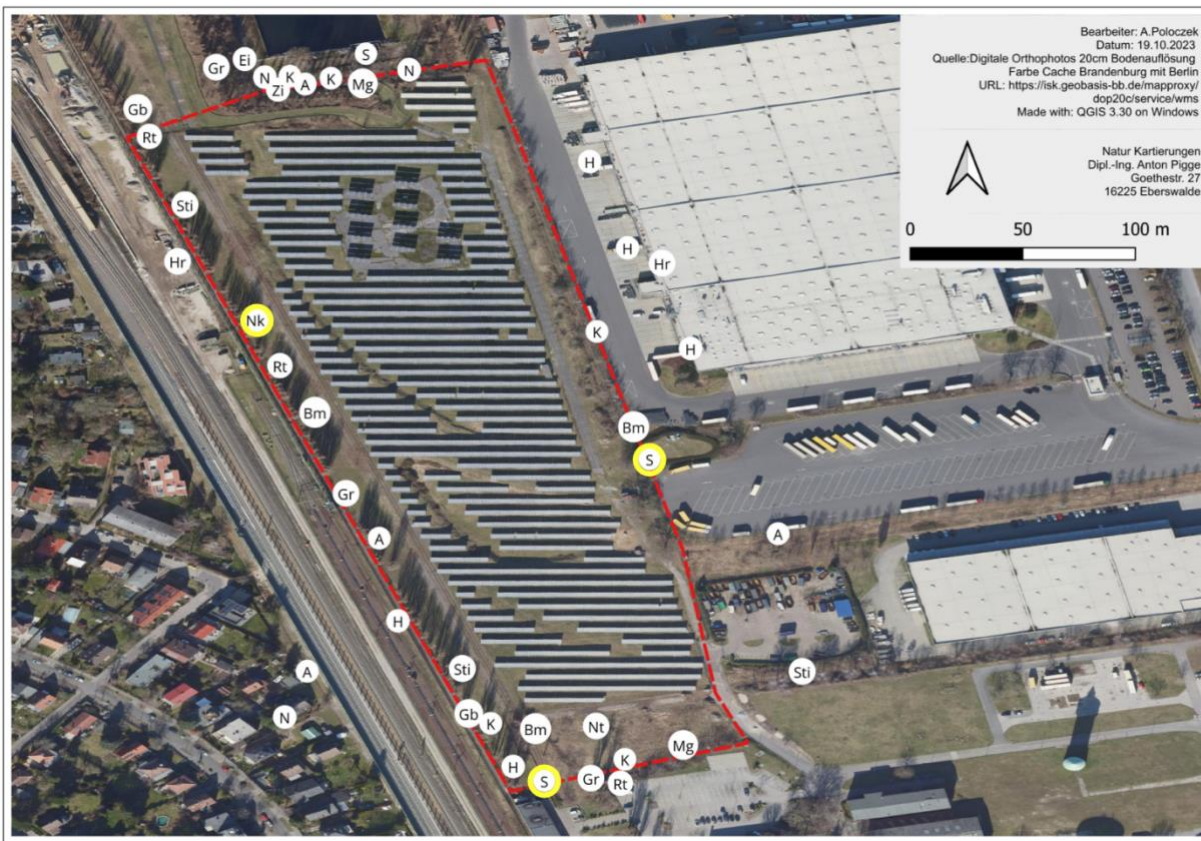 Bearbeiter: A.Poloczek
Datum: 19.10.2023
Quelle:Digitale Orthophotos 20cm Bodenauflösung
Farbe Cache Brandenburg mit Berlin
URL: https://isk.geobasis-bb.de/mapproxy/
dop20c/service/wms
Made with: QGIS 3.30 on Windows
Natur Kartierungen
Dipl.-Ing. Anton Pigge
Goethestr. 27
16225 Eberswalde
0 50 100 m
S
Ei
Gr
N
K
N
K
A
Zi
Mg
Gb
Rt
H
Sti
H
Hr
Hr
Nk
K
H
Rt
Bm
Bm
S
Gr
A
A
H
Sti
A
Sti
N
Gb
K
Bm
Nt
Mg
K
H
S
Gr
Rt